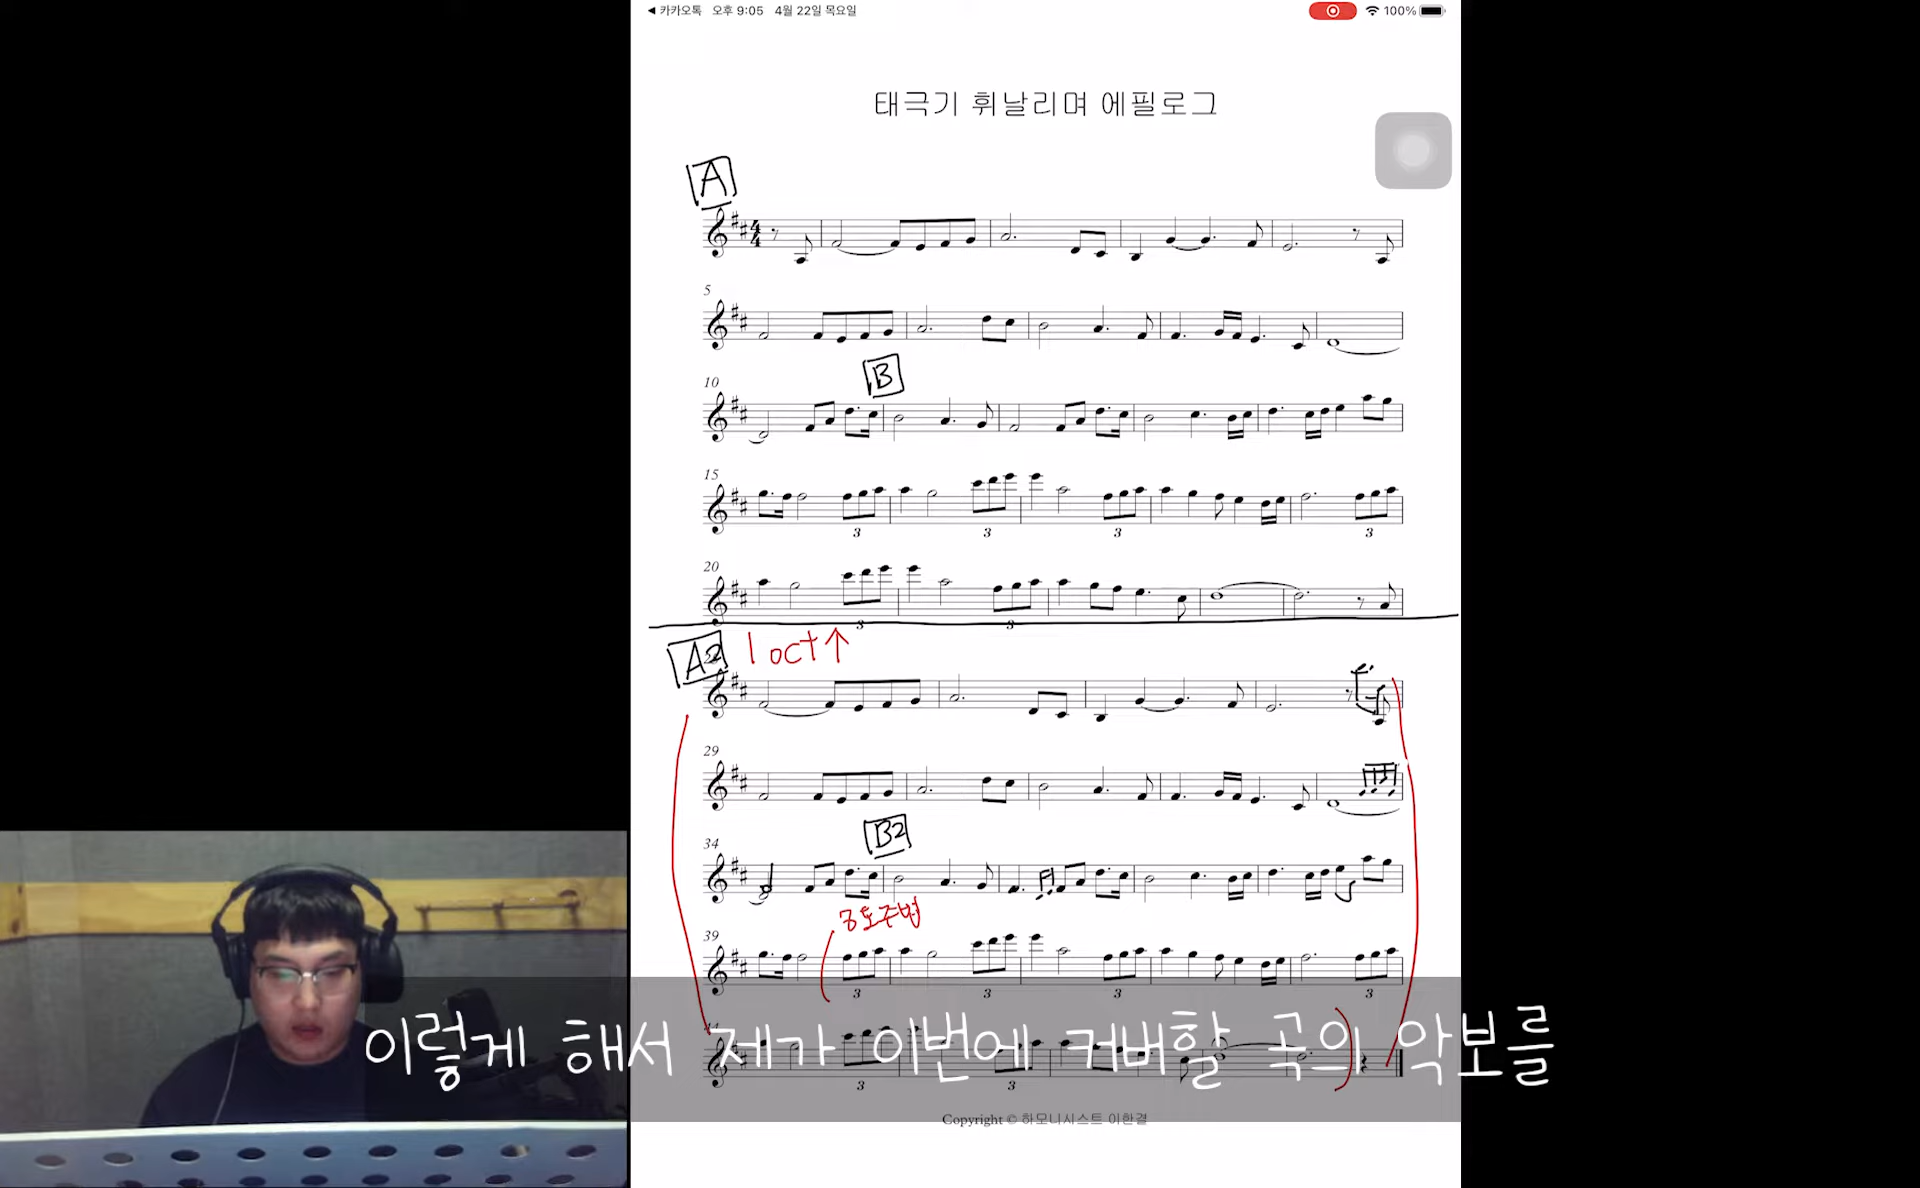 카카오톡 오후 9:05 4월 22일 목요일 100%
태극기 휘날리며 에필로그
A
4
4
5
10
B
15
3 3 3 3
20
3 3
A2 1 oct↑
29
34
B2
39
3도주법
3 3 3 3
이렇게 해서 제가 이번에 커버할 곡의 악보를
3 3
Copyright © 하모니시스트 이한결